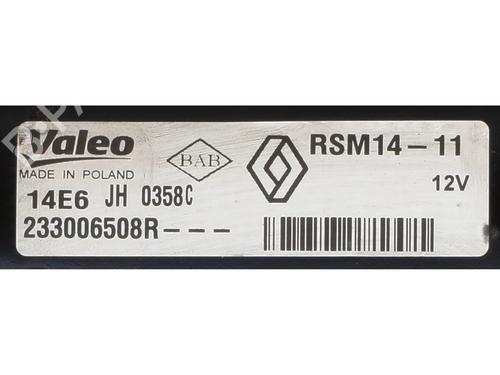 Valeo
MADE IN POLAND
BAB
RSM14-11
12V
14E6 JH 0358C
233006508R---